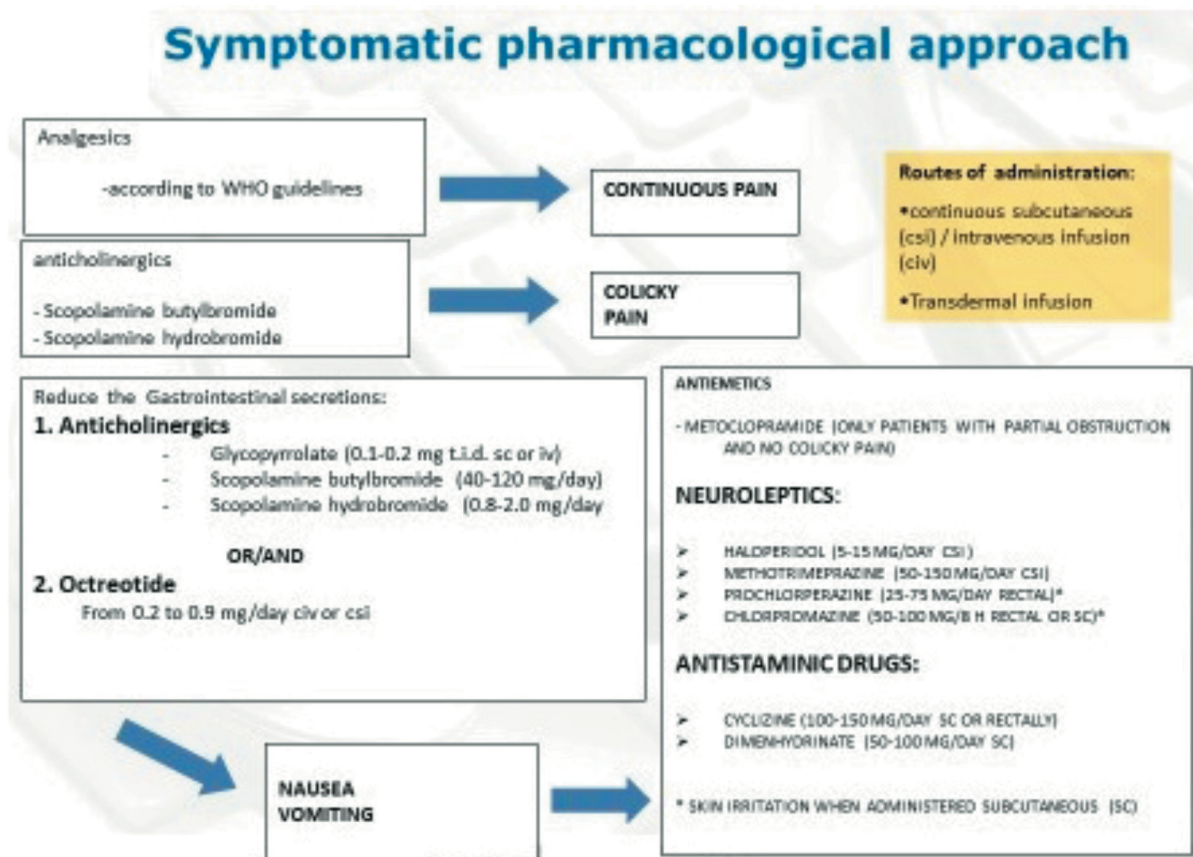 Symptomatic pharmacological approach
Analgesics
-according to WHO guidelines
CONTINUOUS PAIN
Routes of administration:
•continuous subcutaneous
(csi) / intravenous infusion
(civ)
•Transdermal infusion
anticholinergics
- Scopolamine butylbromide
- Scopolamine hydrobromide
COLICKY
PAIN
Reduce the Gastrointestinal secretions:
1. Anticholinergics
- Glycopyrrolate (0.1-0.2 mg t.i.d. sc or iv)
- Scopolamine butylbromide (40-120 mg/day)
- Scopolamine hydrobromide (0.8-2.0 mg/day
OR/AND
2. Octreotide
From 0.2 to 0.9 mg/day civ or csi
NAUSEA
VOMITING
ANTIEMETICS
- METOCLOPRAMIDE (ONLY PATIENTS WITH PARTIAL OBSTRUCTION
AND NO COLICKY PAIN)
NEUROLEPTICS:
➢ HALOPERIDOL (5-15 MG/DAY CSI)
➢ METHOTRIMEPRAZINE (50-150 MG/DAY CSI)
➢ PROCHLORPERAZINE (25-75 MG/DAY RECTAL)*
➢ CHLORPROMAZINE (50-100 MG/8 H RECTAL OR SC)*
ANTISTAMINIC DRUGS:
➢ CYCLIZINE (100-150 MG/DAY SC OR RECTALLY)
➢ DIMENHYDRINATE (50-100 MG/DAY SC)
* SKIN IRRITATION WHEN ADMINISTERED SUBCUTANEOUS (SC)